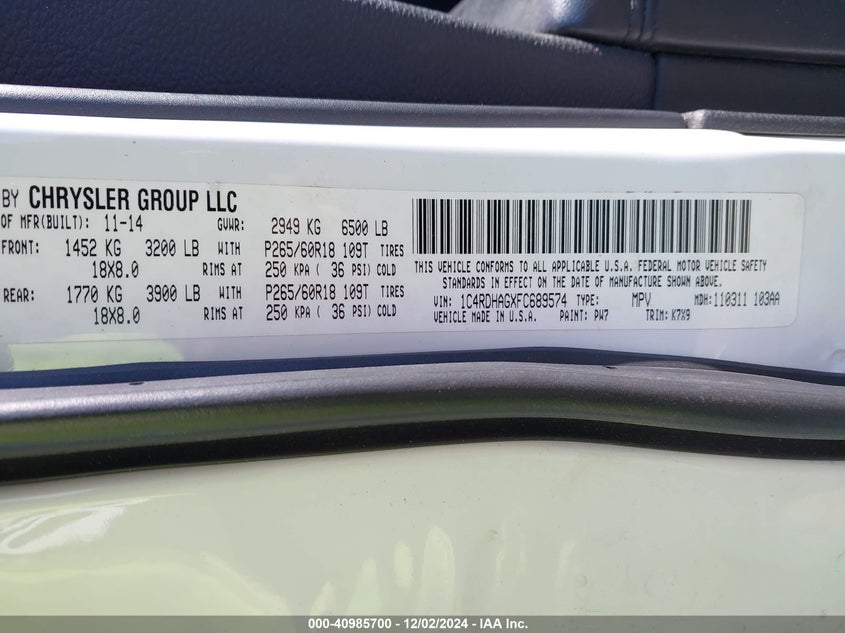 BY CHRYSLER GROUP LLC
OF MFR(BUILT): 11-14 GVWR: 2949 KG 6500 LB
FRONT: 1452 KG 3200 LB WITH P265/60R18 109T TIRES
18X8.0 RIMS AT 250 KPA ( 36 PSI) COLD
REAR: 1770 KG 3900 LB WITH P265/60R18 109T TIRES
18X8.0 RIMS AT 250 KPA ( 36 PSI) COLD
THIS VEHICLE CONFORMS TO ALL APPLICABLE U.S.A. FEDERAL MOTOR VEHICLE SAFETY
STANDARDS IN EFFECT ON THE DATE OF MANUFACTURE SHOWN ABOVE.
VIN: 1C4RDHAGXFC689574 TYPE: MPV MDH: 110311 103AA
VEHICLE MADE IN U.S.A. PAINT: PW7 TRIM: K7X9
000-40985700 - 12/02/2024 - IAA Inc.